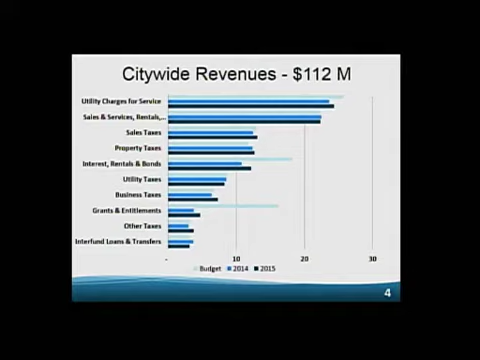 Citywide Revenues - $112 M
Utility Charges for Service
Sales & Services, Rentals,...
Sales Taxes
Property Taxes
Interest, Rentals & Bonds
Utility Taxes
Business Taxes
Grants & Entitlements
Other Taxes
Interfund Loans & Transfers
- 10 20 30
Budget 2014 2015
4